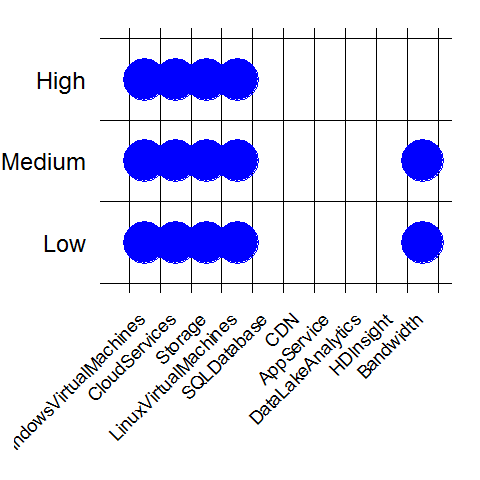 High
Medium
Low
ndowsVirtualMachines
CloudServices
Storage
LinuxVirtualMachines
SQLDatabase
CDN
AppService
DataLakeAnalytics
HDInsight
Bandwidth